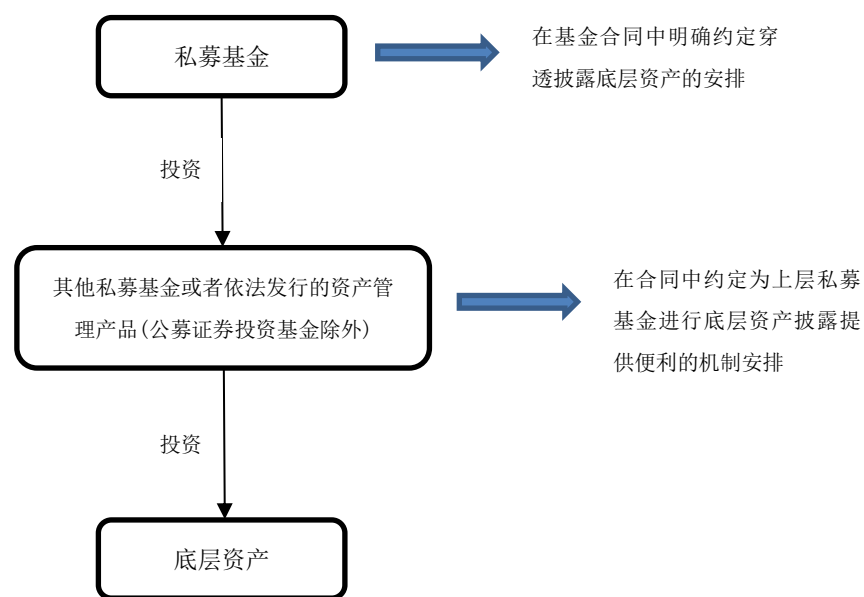 私募基金
在基金合同中明确约定穿
透披露底层资产的安排
投资
其他私募基金或者依法发行的资产管
理产品(公募证券投资基金除外)
在合同中约定为上层私募
基金进行底层资产披露提
供便利的机制安排
投资
底层资产